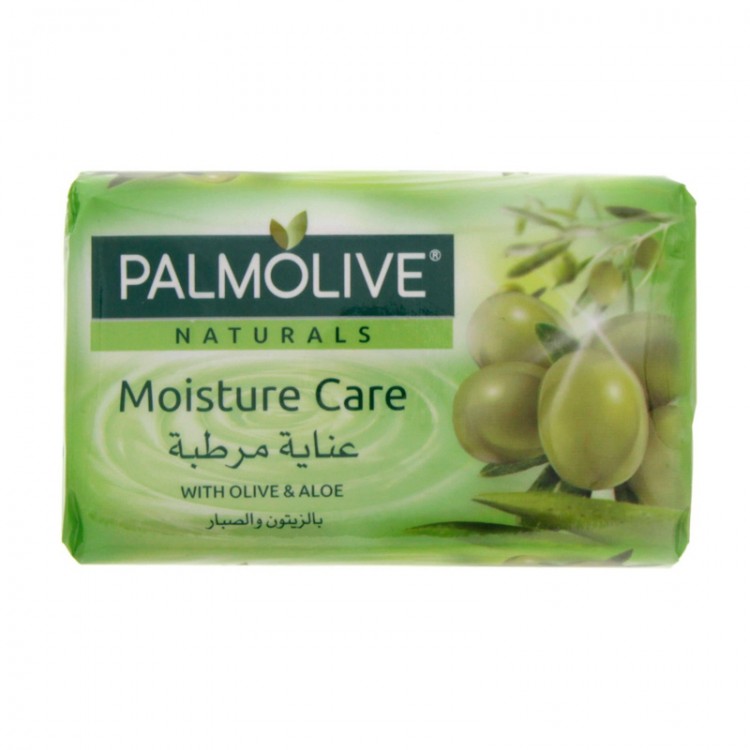 PALMOLIVE®
NATURALS
Moisture Care
عناية مرطبة
WITH OLIVE & ALOE
بالزيتون والصبار